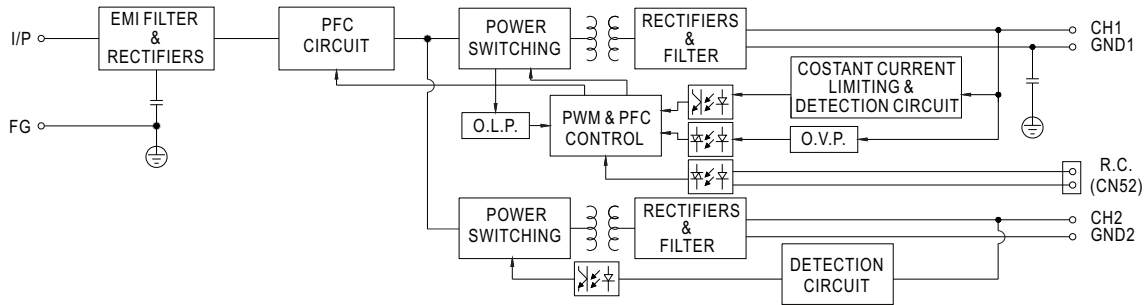 I/P
EMI FILTER
&
RECTIFIERS
PFC
CIRCUIT
POWER
SWITCHING
RECTIFIERS
&
FILTER
CH1
GND1
COSTANT CURRENT
LIMITING &
DETECTION CIRCUIT
FG
O.L.P.
PWM & PFC
CONTROL
O.V.P.
R.C.
(CN52)
POWER
SWITCHING
RECTIFIERS
&
FILTER
CH2
GND2
DETECTION
CIRCUIT